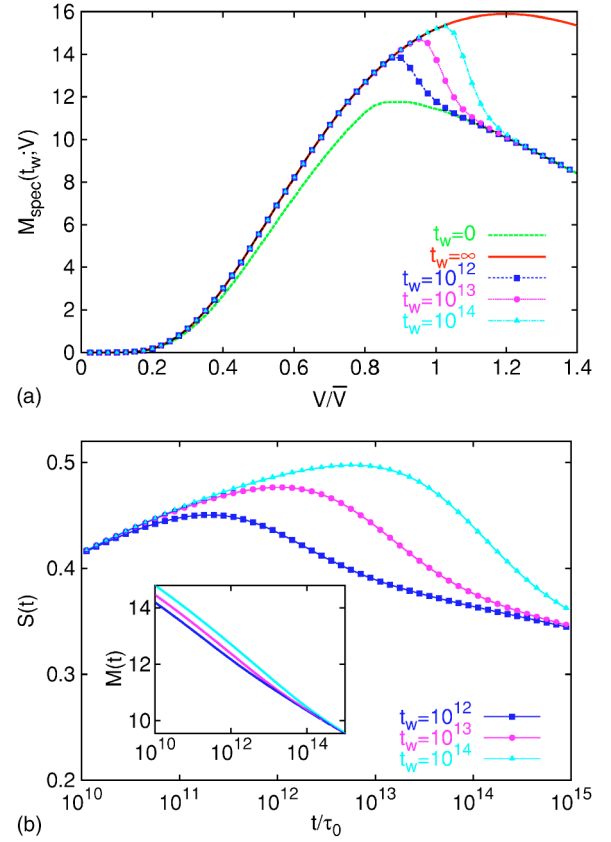 16
14
12
10
8
6
4
2
0
M_spec(t_w;V)
t_w=0
t_w=∞
t_w=10^12
t_w=10^13
t_w=10^14
0 0.2 0.4 0.6 0.8 1 1.2 1.4
(a)
V/V̅
0.5
0.4
0.3
0.2
S(t)
14
12
10
M(t)
10^10 10^12 10^14
t_w=10^12
t_w=10^13
t_w=10^14
10^10 10^11 10^12 10^13 10^14 10^15
(b)
t/τ_0